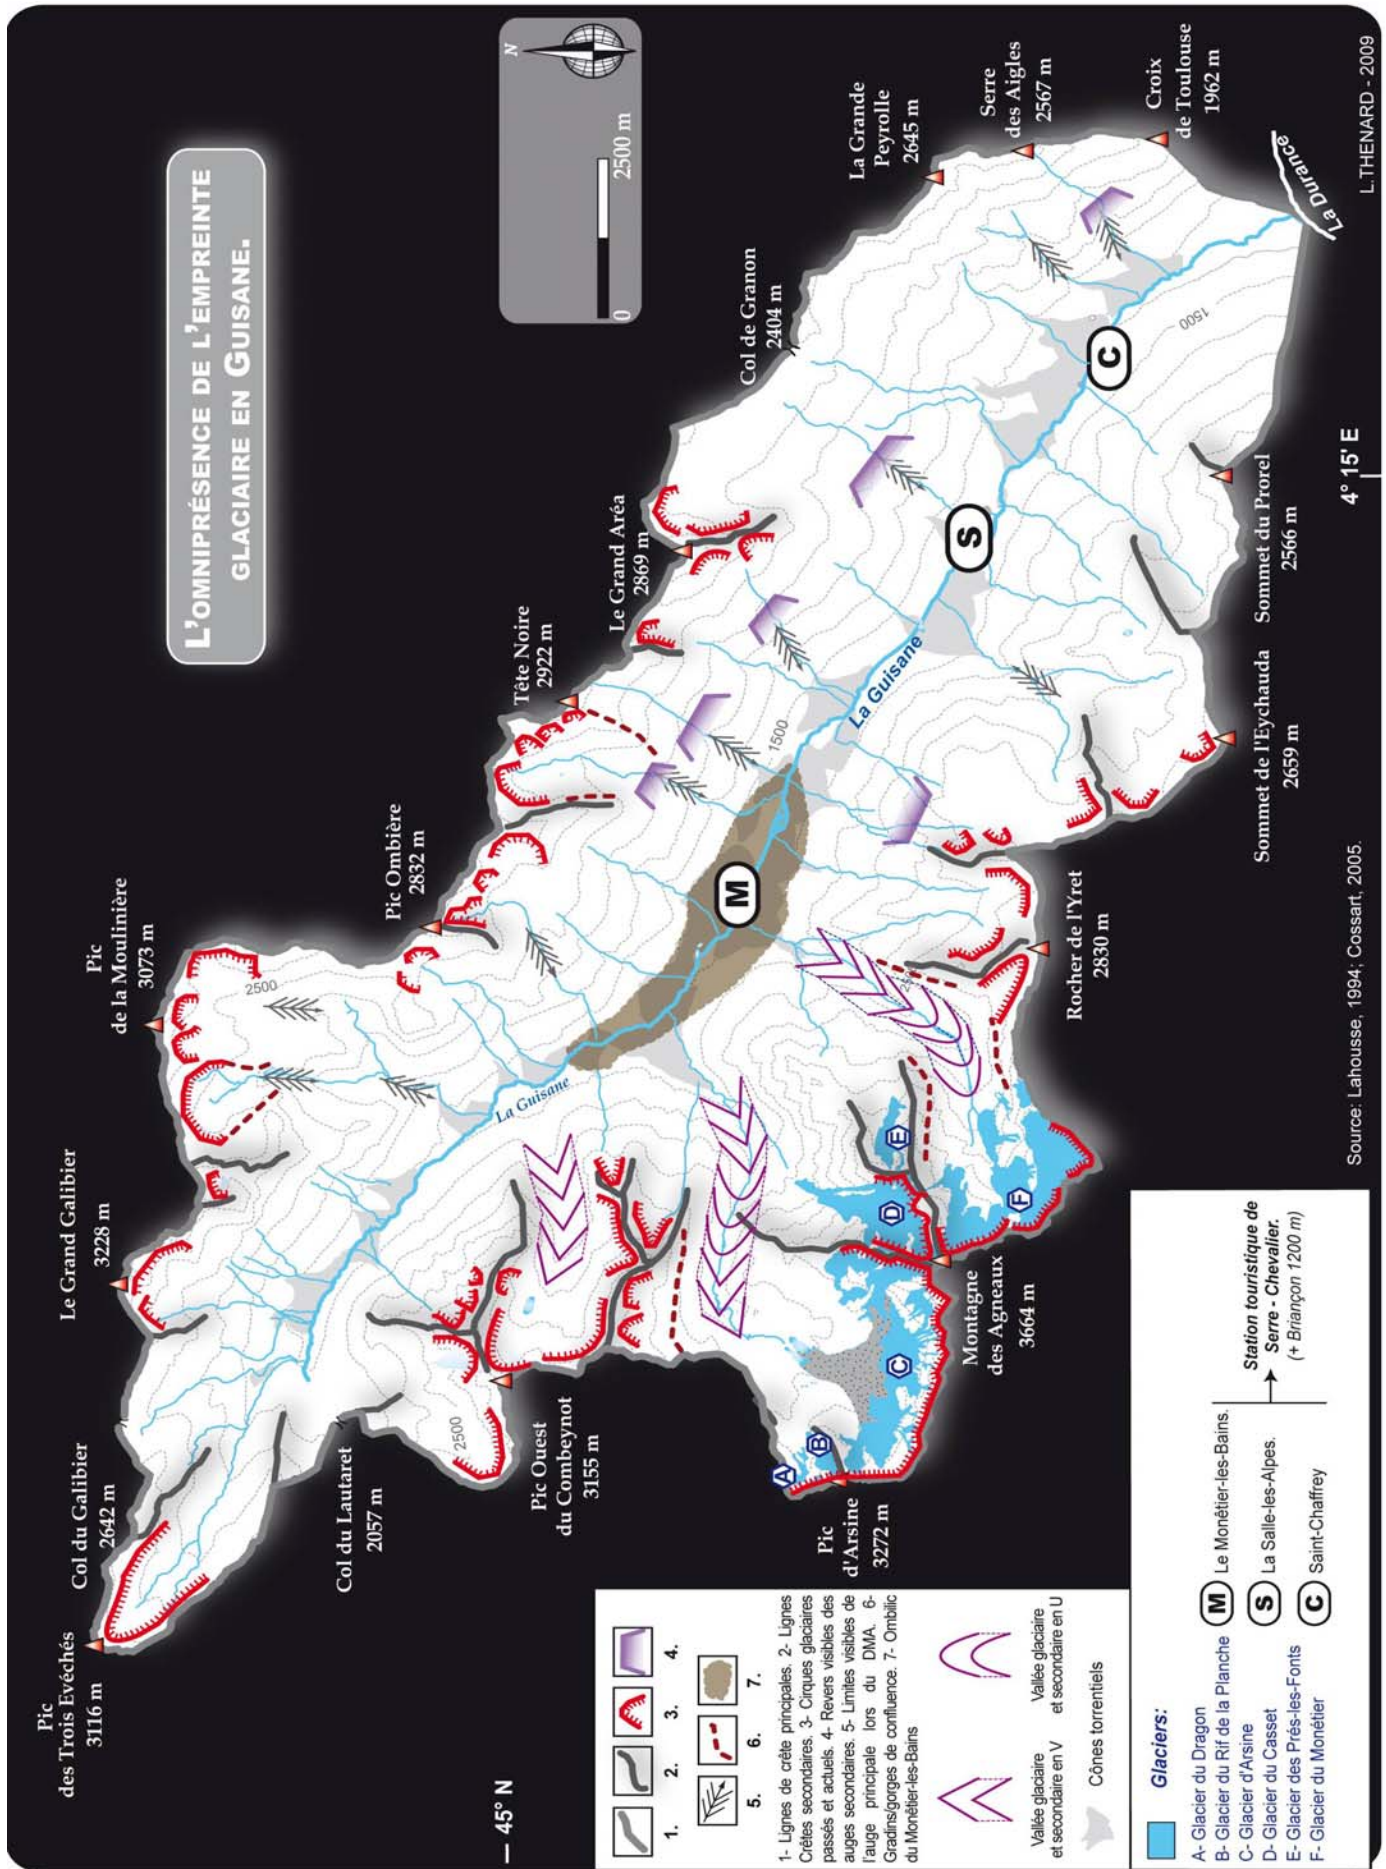 L'OMNIPRÉSENCE DE L'EMPREINTE
GLACIAIRE EN GUISANE.
N
0
2500 m
Pic
des Trois Evéchés
3116 m
Col du Galibier
2642 m
Le Grand Galibier
3228 m
Pic
de la Moulinière
3073 m
Pic Ombière
2832 m
Tête Noire
2922 m
Le Grand Aréa
2869 m
Col de Granon
2404 m
La Grande
Peyrolle
2645 m
Serre
des Aigles
2567 m
Croix
de Toulouse
1962 m
Col du Lautaret
2057 m
Pic Ouest
du Combeynot
3155 m
Pic
d'Arsine
3272 m
Montagne
des Agneaux
3664 m
Rocher de l'Yret
2830 m
Sommet de l'Eychauda
2659 m
Sommet du Prorel
2566 m
La Guisane
La Guisane
La Durance
2500
2500
1500
1500
M
S
C
A
B
C
D
E
F
45° N
4° 15' E
1.
2.
3.
4.
5.
6.
7.
1- Lignes de crête principales. 2- Lignes
Crêtes secondaires. 3- Cirques glaciaires
passés et actuels. 4- Revers visibles des
auges secondaires. 5- Limites visibles de
l'auge principale lors du DMA. 6-
Gradins/gorges de confluence. 7- Ombilic
du Monêtier-les-Bains
Vallée glaciaire
et secondaire en V
Vallée glaciaire
et secondaire en U
Cônes torrentiels
Glaciers:
A- Glacier du Dragon
B- Glacier du Rif de la Planche
C- Glacier d'Arsine
D- Glacier du Casset
E- Glacier des Prés-les-Fonts
F- Glacier du Monêtier
M Le Monêtier-les-Bains.
S La Salle-les-Alpes.
C Saint-Chaffrey
Station touristique de
Serre - Chevalier.
(+ Briançon 1200 m)
Source: Lahousse, 1994; Cossart, 2005.
L.THENARD - 2009